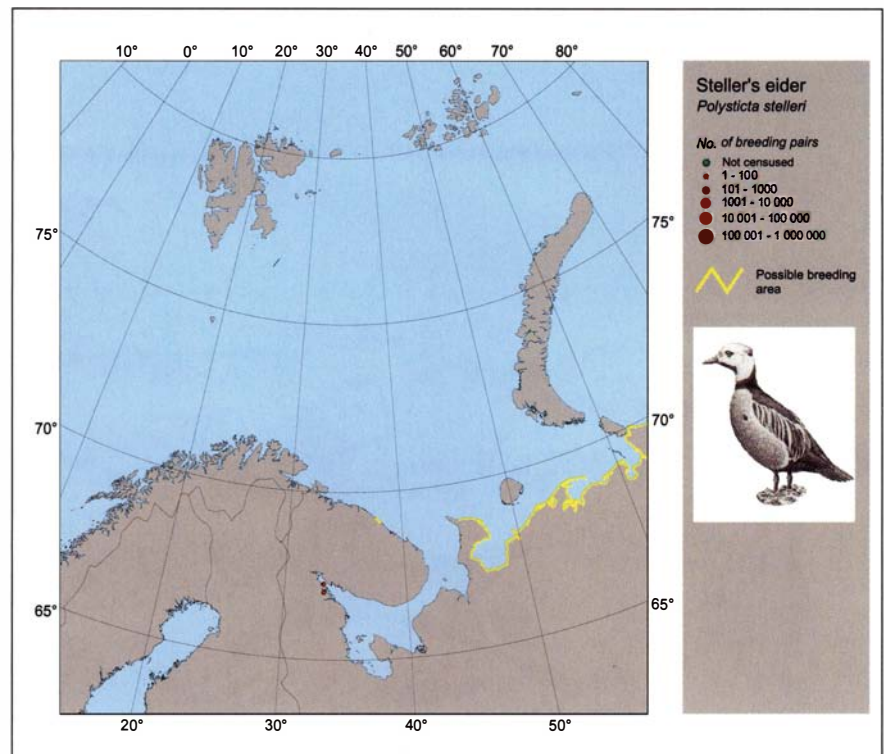 10° 0° 10° 20° 30° 40° 50° 60° 70° 80°
75° 75°
70° 70°
65° 65°
20° 30° 40° 50°
Steller's eider
Polysticta stelleri
No. of breeding pairs
Not censused
1 - 100
101 - 1000
1001 - 10 000
10 001 - 100 000
100 001 - 1 000 000
Possible breeding
area